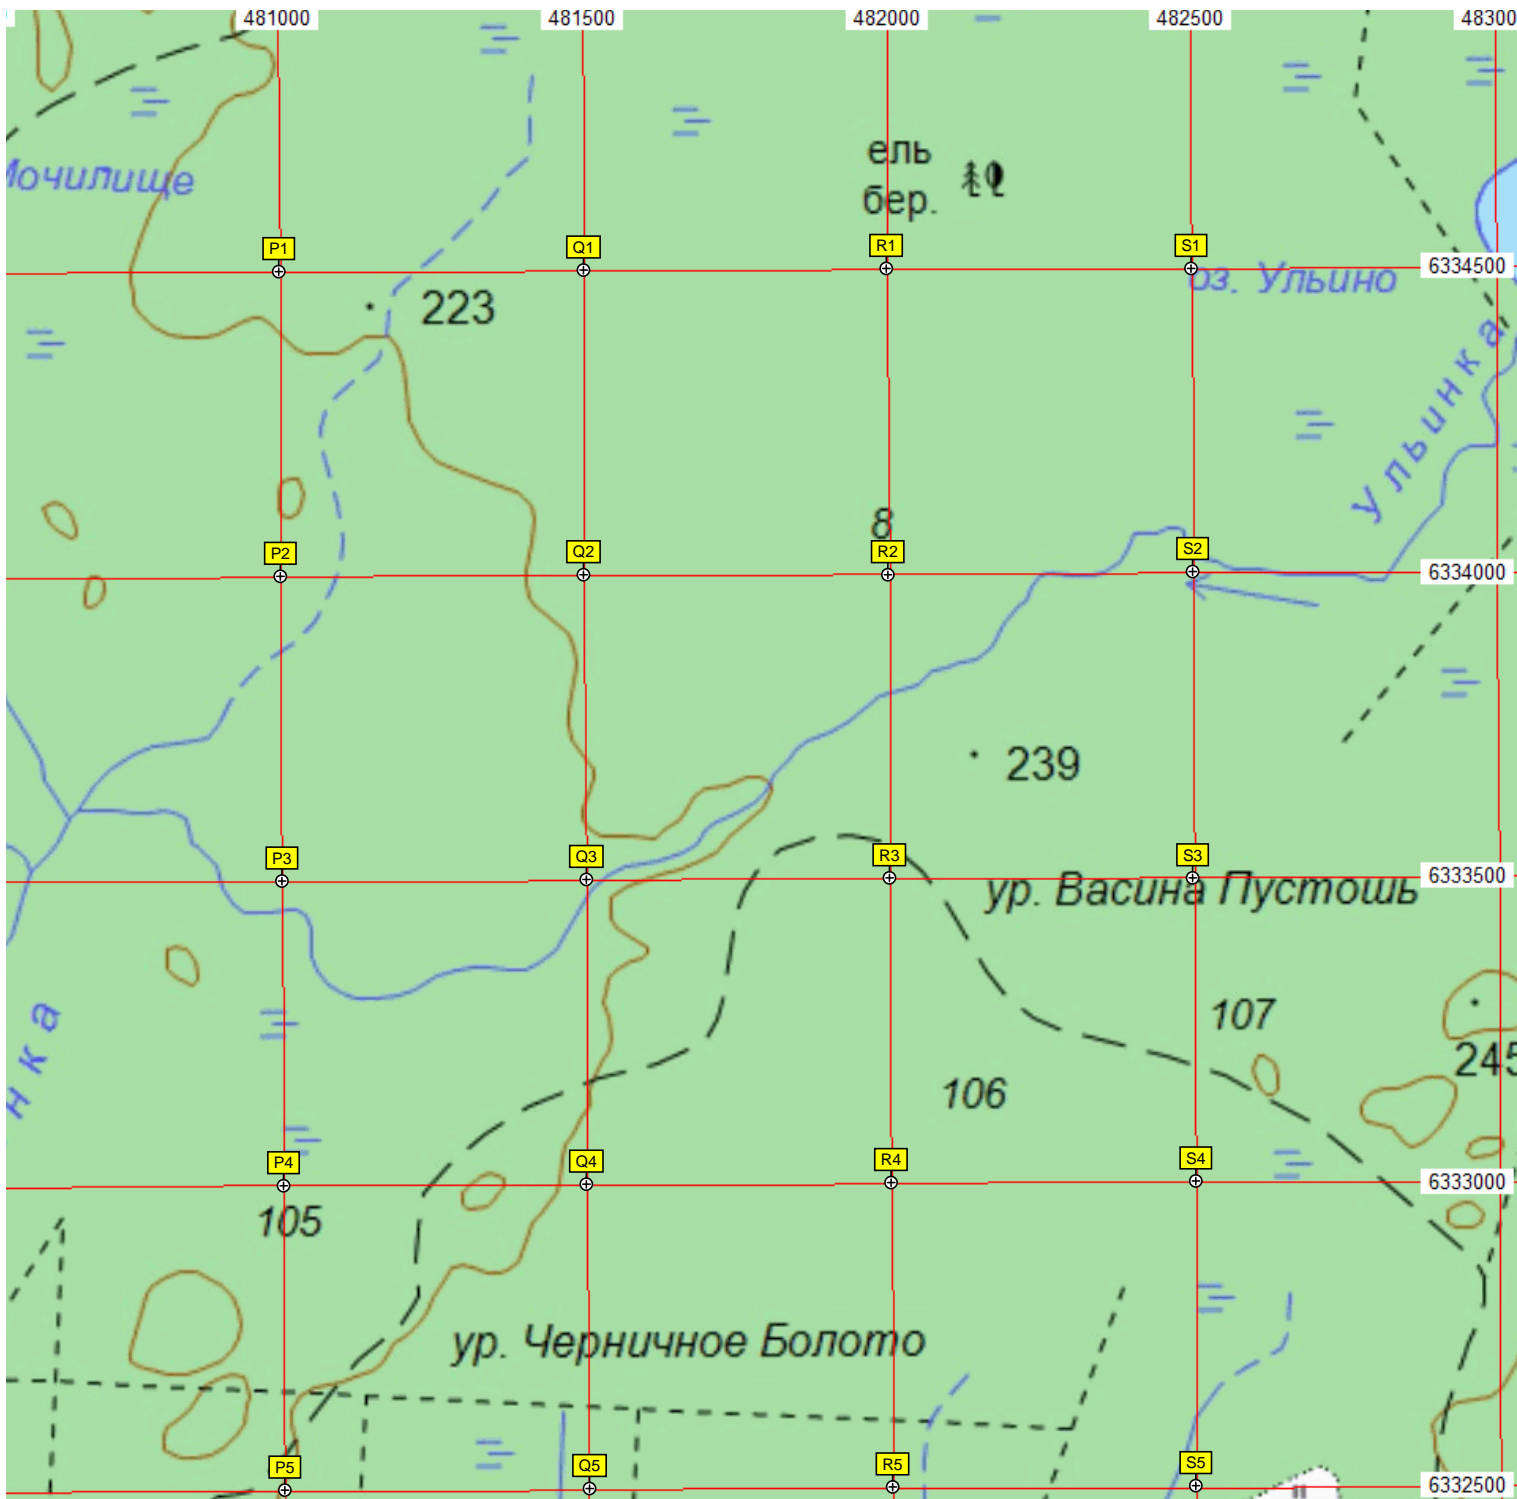 481000 481500 482000 482500 48300
ель
бер.
Мочилище
P1 Q1 R1 S1
6334500
оз. Ульино
223
Ульинка
8
P2 Q2 R2 S2
6334000
239
P3 Q3 R3 S3
6333500
ур. Васина Пустошь
107
нка
245
106
P4 Q4 R4 S4
6333000
105
ур. Черничное Болото
P5 Q5 R5 S5
6332500